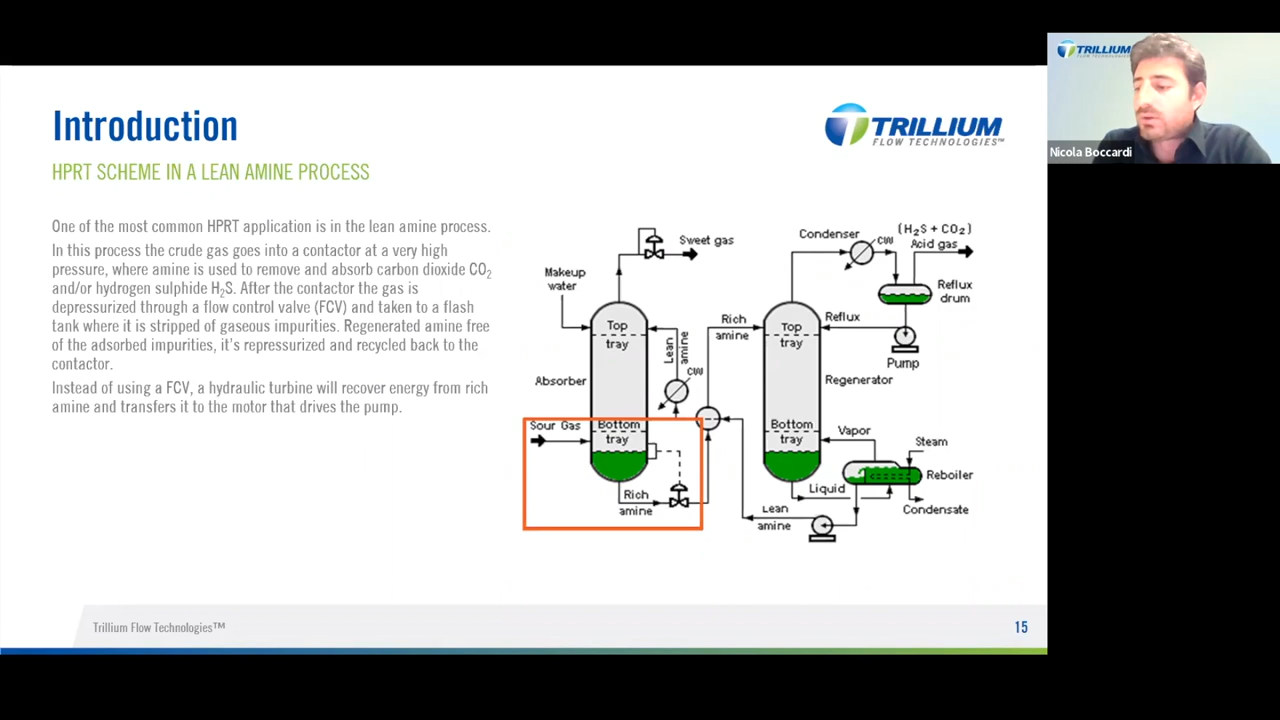 Introduction
HPRT SCHEME IN A LEAN AMINE PROCESS
TRILLIUM
FLOW TECHNOLOGIES™
One of the most common HPRT application is in the lean amine process.
In this process the crude gas goes into a contactor at a very high
pressure, where amine is used to remove and absorb carbon dioxide CO2
and/or hydrogen sulphide H2S. After the contactor the gas is
depressurized through a flow control valve (FCV) and taken to a flash
tank where it is stripped of gaseous impurities. Regenerated amine free
of the adsorbed impurities, it's repressurized and recycled back to the
contactor.
Instead of using a FCV, a hydraulic turbine will recover energy from rich
amine and transfers it to the motor that drives the pump.
Sweet gas
Makeup
water
Top
tray
Lean
amine
CW
Absorber
Sour Gas
Bottom
tray
Rich
amine
Condenser
CW
(H2S + CO2)
Acid gas
Reflux
drum
Rich
amine
Top
tray
Reflux
Pump
Regenerator
Bottom
tray
Vapor
Steam
Reboiler
Liquid
Condensate
Lean
amine
Trillium Flow Technologies™
15
TRILLIUM
FLOW TECHNOLOGIES
Nicola Boccardi